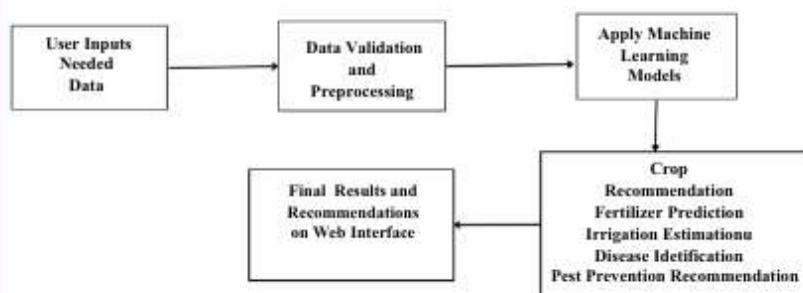 User Inputs
Needed
Data
Data Validation
and
Preprocessing
Apply Machine
Learning
Models
Crop
Recommendation
Fertilizer Prediction
Irrigation Estimationu
Disease Idetification
Pest Prevention Recommendation
Final Results and
Recommendations
on Web Interface